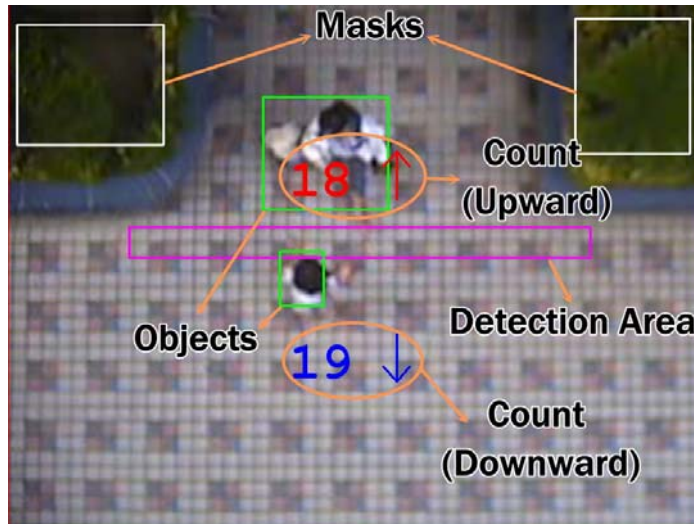 Masks
18 ↑
Count
(Upward)
Detection Area
Objects
19 ↓
Count
(Downward)